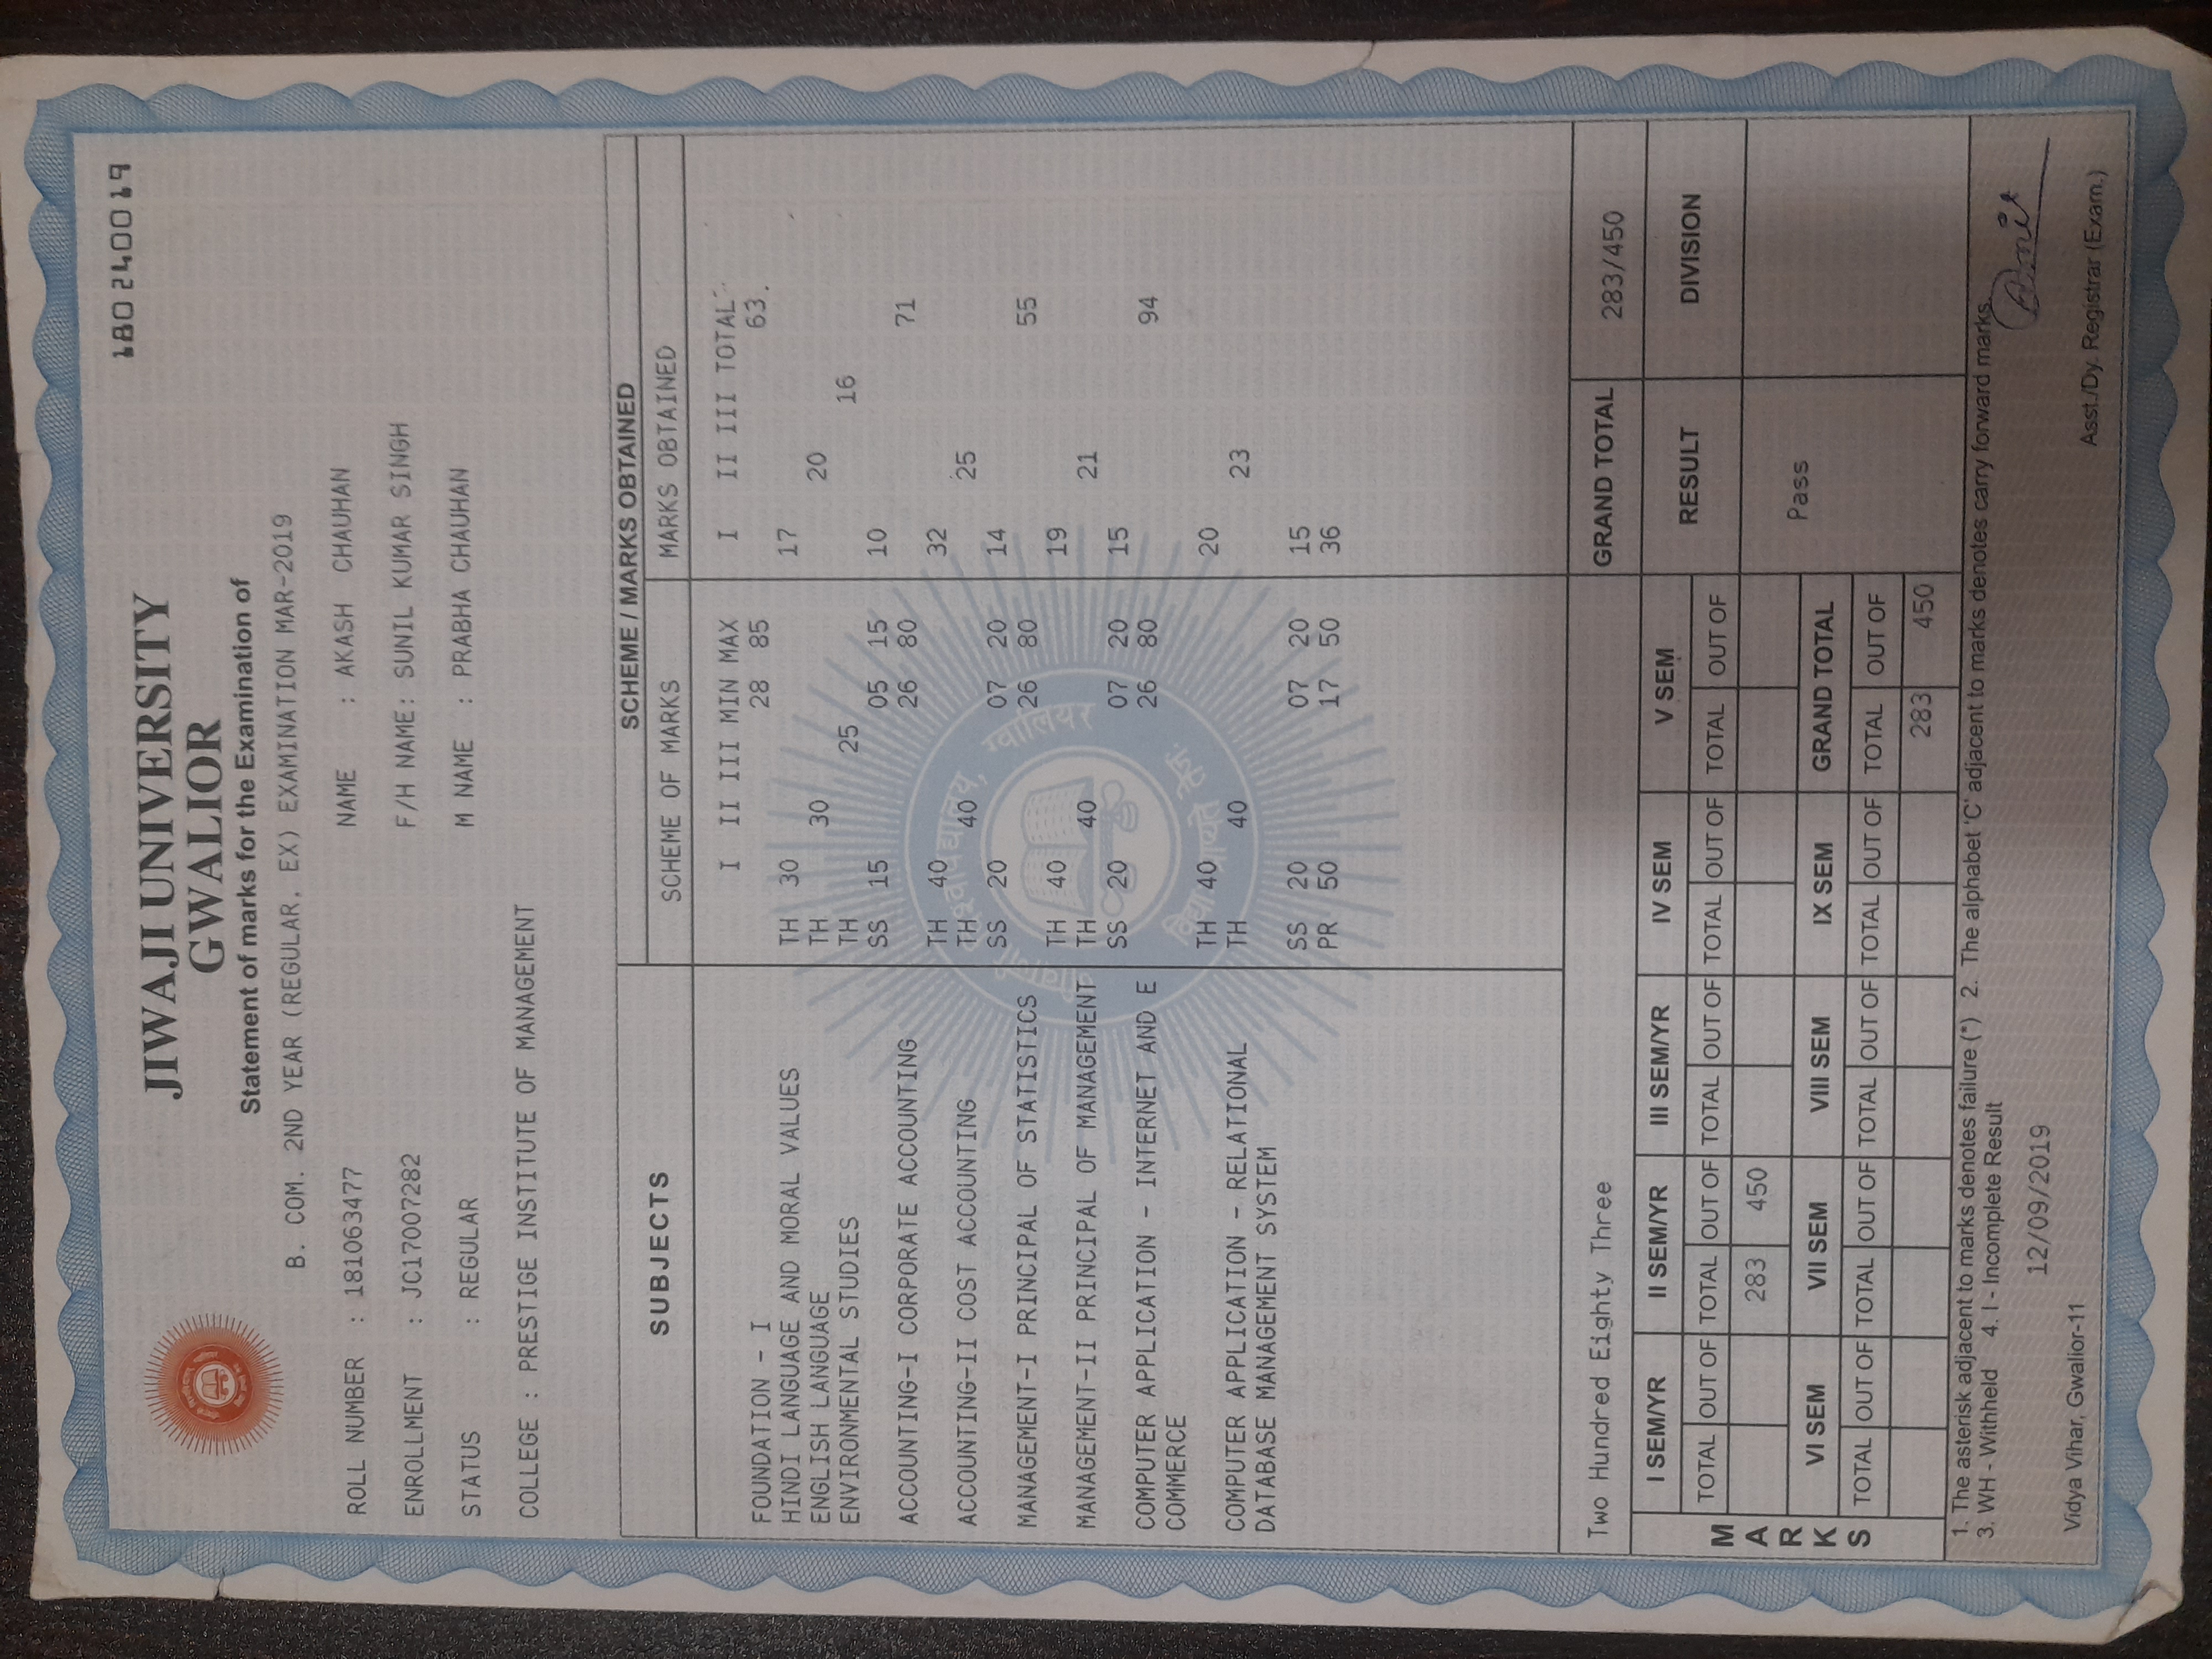 180240019
JIWAJI UNIVERSITY
GWALIOR
Statement of marks for the Examination of
B. COM. 2ND YEAR (REGULAR, EX) EXAMINATION MAR-2019
ROLL NUMBER : 181063477 NAME : AKASH CHAUHAN
ENROLLMENT : JC17007282 F/H NAME: SUNIL KUMAR SINGH
STATUS : REGULAR M NAME : PRABHA CHAUHAN
COLLEGE : PRESTIGE INSTITUTE OF MANAGEMENT
SUBJECTS SCHEME / MARKS OBTAINED
SCHEME OF MARKS MARKS OBTAINED
I II III MIN MAX I II III TOTAL
FOUNDATION - I 28 85 63.
HINDI LANGUAGE AND MORAL VALUES TH 30 17
ENGLISH LANGUAGE TH 30 20
ENVIRONMENTAL STUDIES TH 25 16
SS 15 05 15 10
ACCOUNTING-I CORPORATE ACCOUNTING 26 80 71
TH 40 32
ACCOUNTING-II COST ACCOUNTING TH 40 25
SS 20 07 20 14
MANAGEMENT-I PRINCIPAL OF STATISTICS 26 80 55
TH 40 19
MANAGEMENT-II PRINCIPAL OF MANAGEMENT TH 40 21
SS 20 07 20 15
COMPUTER APPLICATION - INTERNET AND E 26 80 94
COMMERCE
TH 40 20
COMPUTER APPLICATION - RELATIONAL TH 40 23
DATABASE MANAGEMENT SYSTEM
SS 20 07 20 15
PR 50 17 50 36
Two Hundred Eighty Three GRAND TOTAL 283/450
MARKS
I SEM/YR II SEM/YR III SEM/YR IV SEM V SEM RESULT DIVISION
TOTAL OUT OF TOTAL OUT OF TOTAL OUT OF TOTAL OUT OF TOTAL OUT OF
283 450
Pass
VI SEM VII SEM VIII SEM IX SEM GRAND TOTAL
TOTAL OUT OF TOTAL OUT OF TOTAL OUT OF TOTAL OUT OF TOTAL OUT OF
283 450
1. The asterisk adjacent to marks denotes failure (*) 2. The alphabet 'C' adjacent to marks denotes carry forward marks.
3. WH - Withheld 4. I - Incomplete Result
12/09/2019
Vidya Vihar, Gwalior-11 Asst./Dy. Registrar (Exam.)